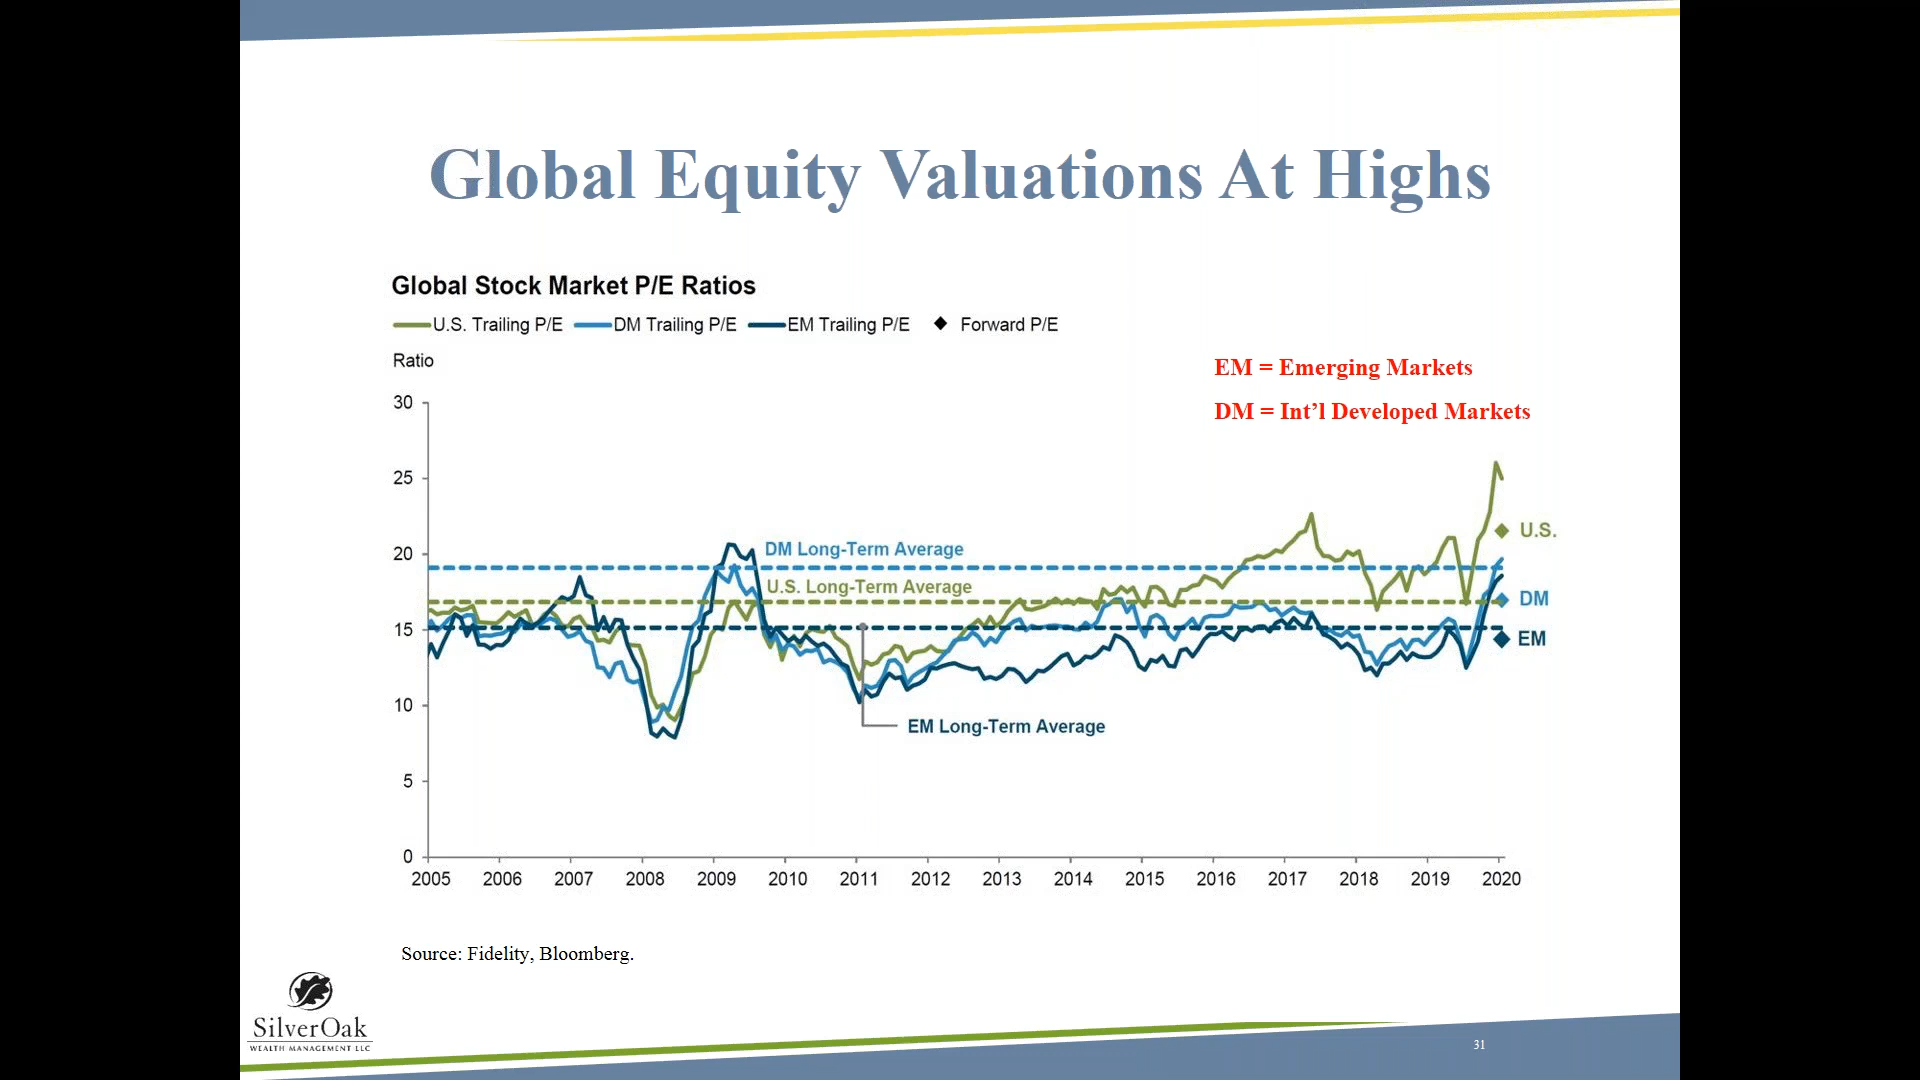 Global Equity Valuations At Highs
Global Stock Market P/E Ratios
U.S. Trailing P/E DM Trailing P/E EM Trailing P/E Forward P/E
Ratio
EM = Emerging Markets
DM = Int’l Developed Markets
30
25
20
15
10
5
0
DM Long-Term Average
U.S. Long-Term Average
EM Long-Term Average
U.S.
DM
EM
2005 2006 2007 2008 2009 2010 2011 2012 2013 2014 2015 2016 2017 2018 2019 2020
Source: Fidelity, Bloomberg.
SilverOak
WEALTH MANAGEMENT LLC
31